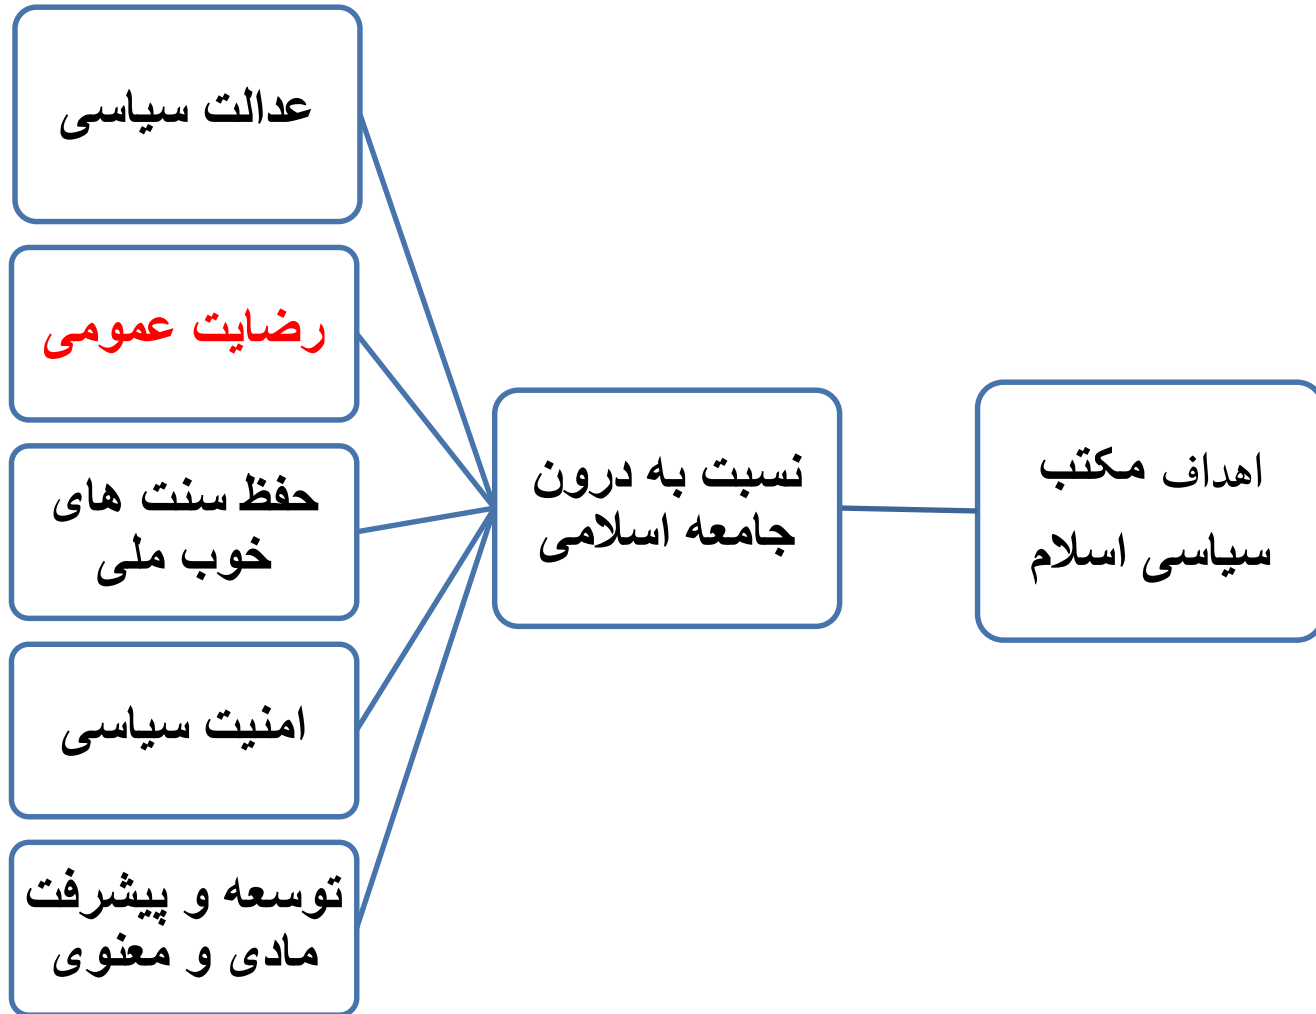 اهداف مکتب
سیاسی اسلام
نسبت به درون
جامعه اسلامی
عدالت سیاسی
رضایت عمومی
حفظ سنت های
خوب ملی
امنیت سیاسی
توسعه و پیشرفت
مادی و معنوی